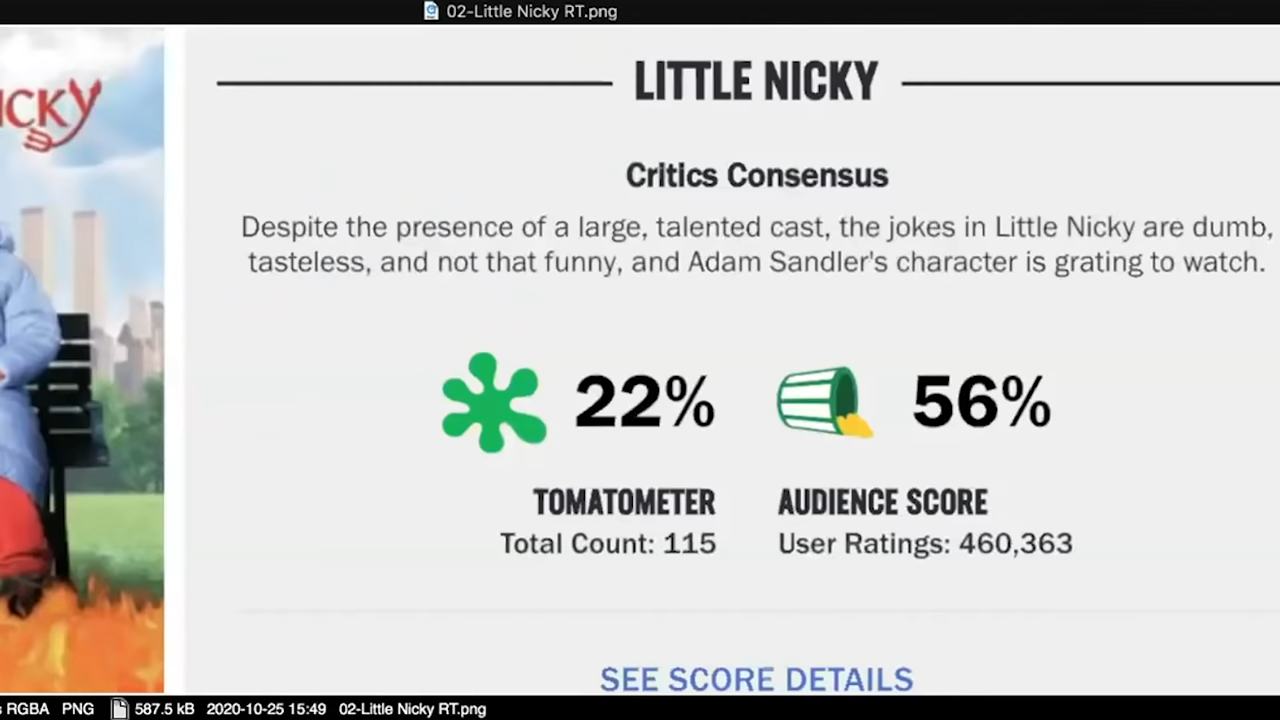 02-Little Nicky RT.png
ICKY
LITTLE NICKY
Critics Consensus
Despite the presence of a large, talented cast, the jokes in Little Nicky are dumb,
tasteless, and not that funny, and Adam Sandler's character is grating to watch.
22% 56%
TOMATOMETER AUDIENCE SCORE
Total Count: 115 User Ratings: 460,363
SEE SCORE DETAILS
RGBA PNG 587.5 kB 2020-10-25 15:49 02-Little Nicky RT.png